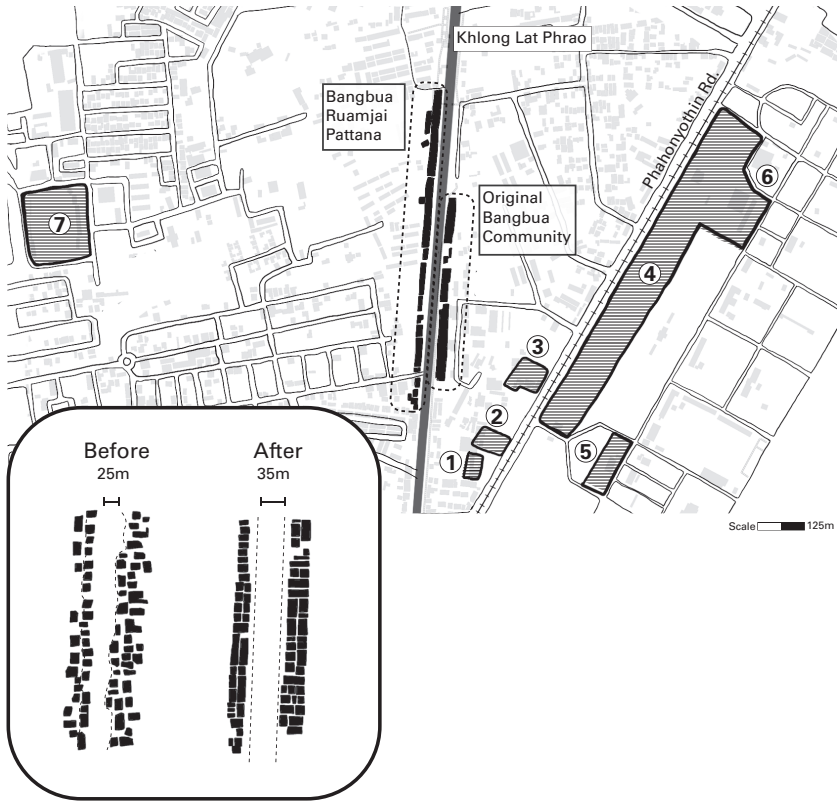 Khlong Lat Phrao
Bangbua
Ruamjai
Pattana
Phahonyothin Rd.
Original
Bangbua
Community
6
7
4
3
2
1
5
Before
25m
After
35m
Scale 125m